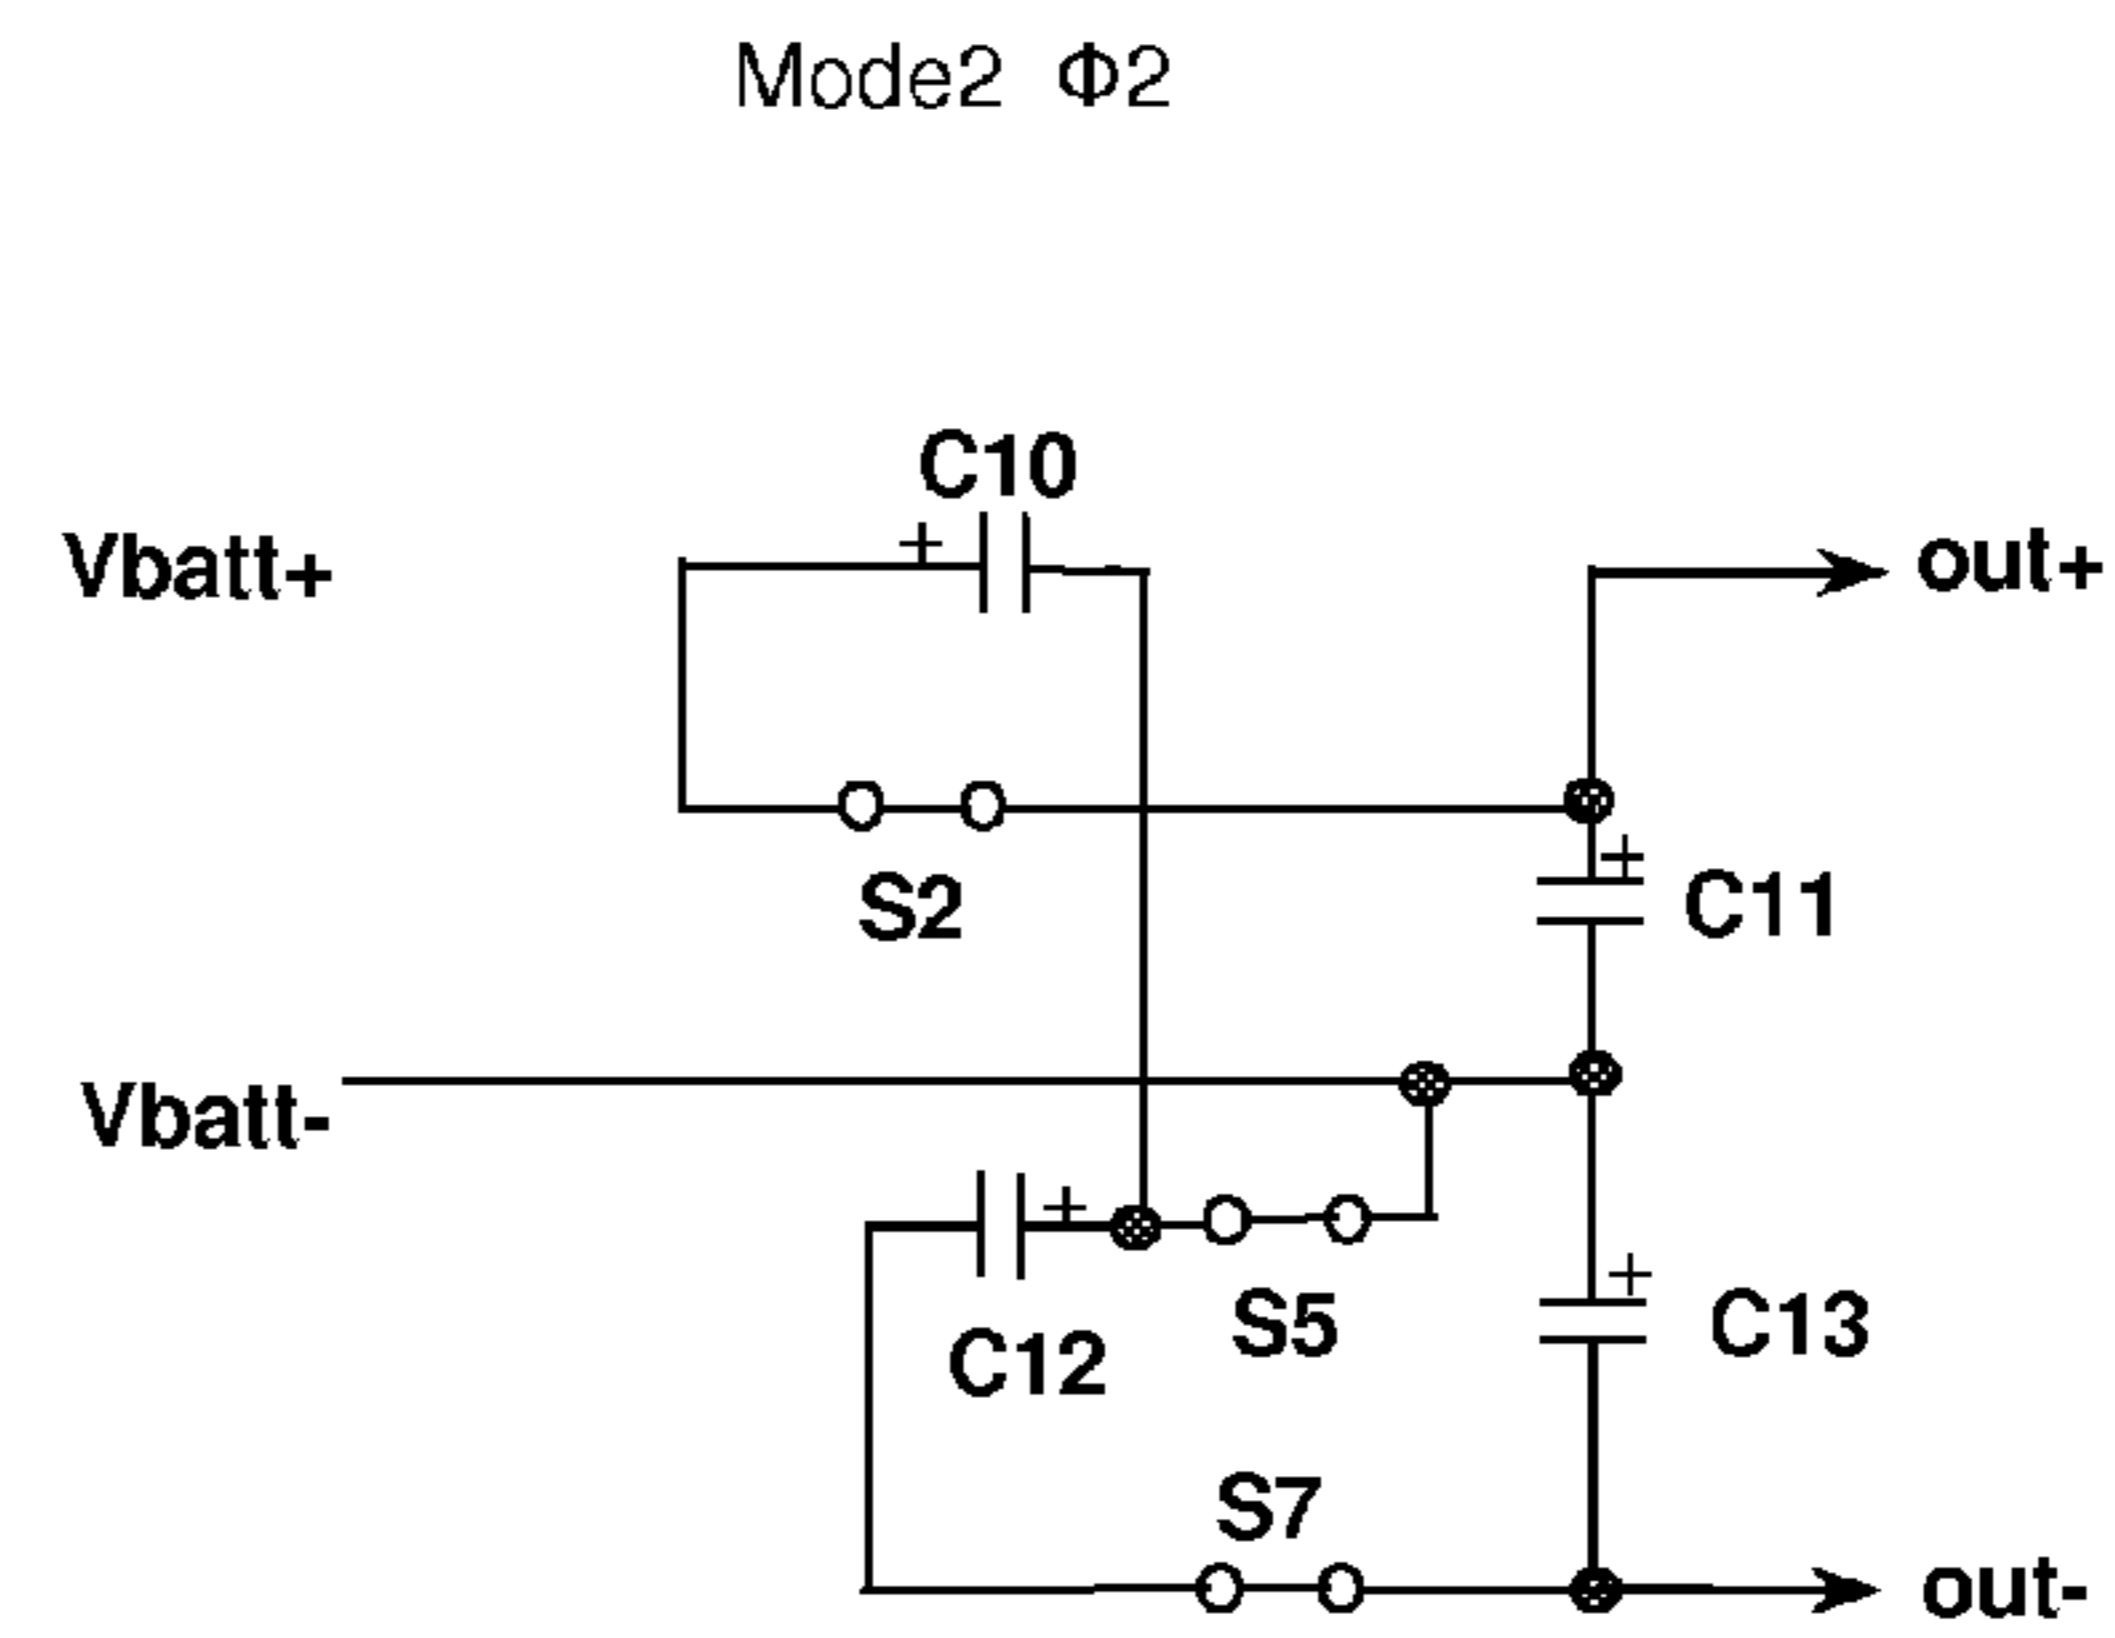 Mode2 Φ2
C10
+
Vbatt+
out+
S2
+
C11
Vbatt-
+
C12
S5
+
C13
S7
out-